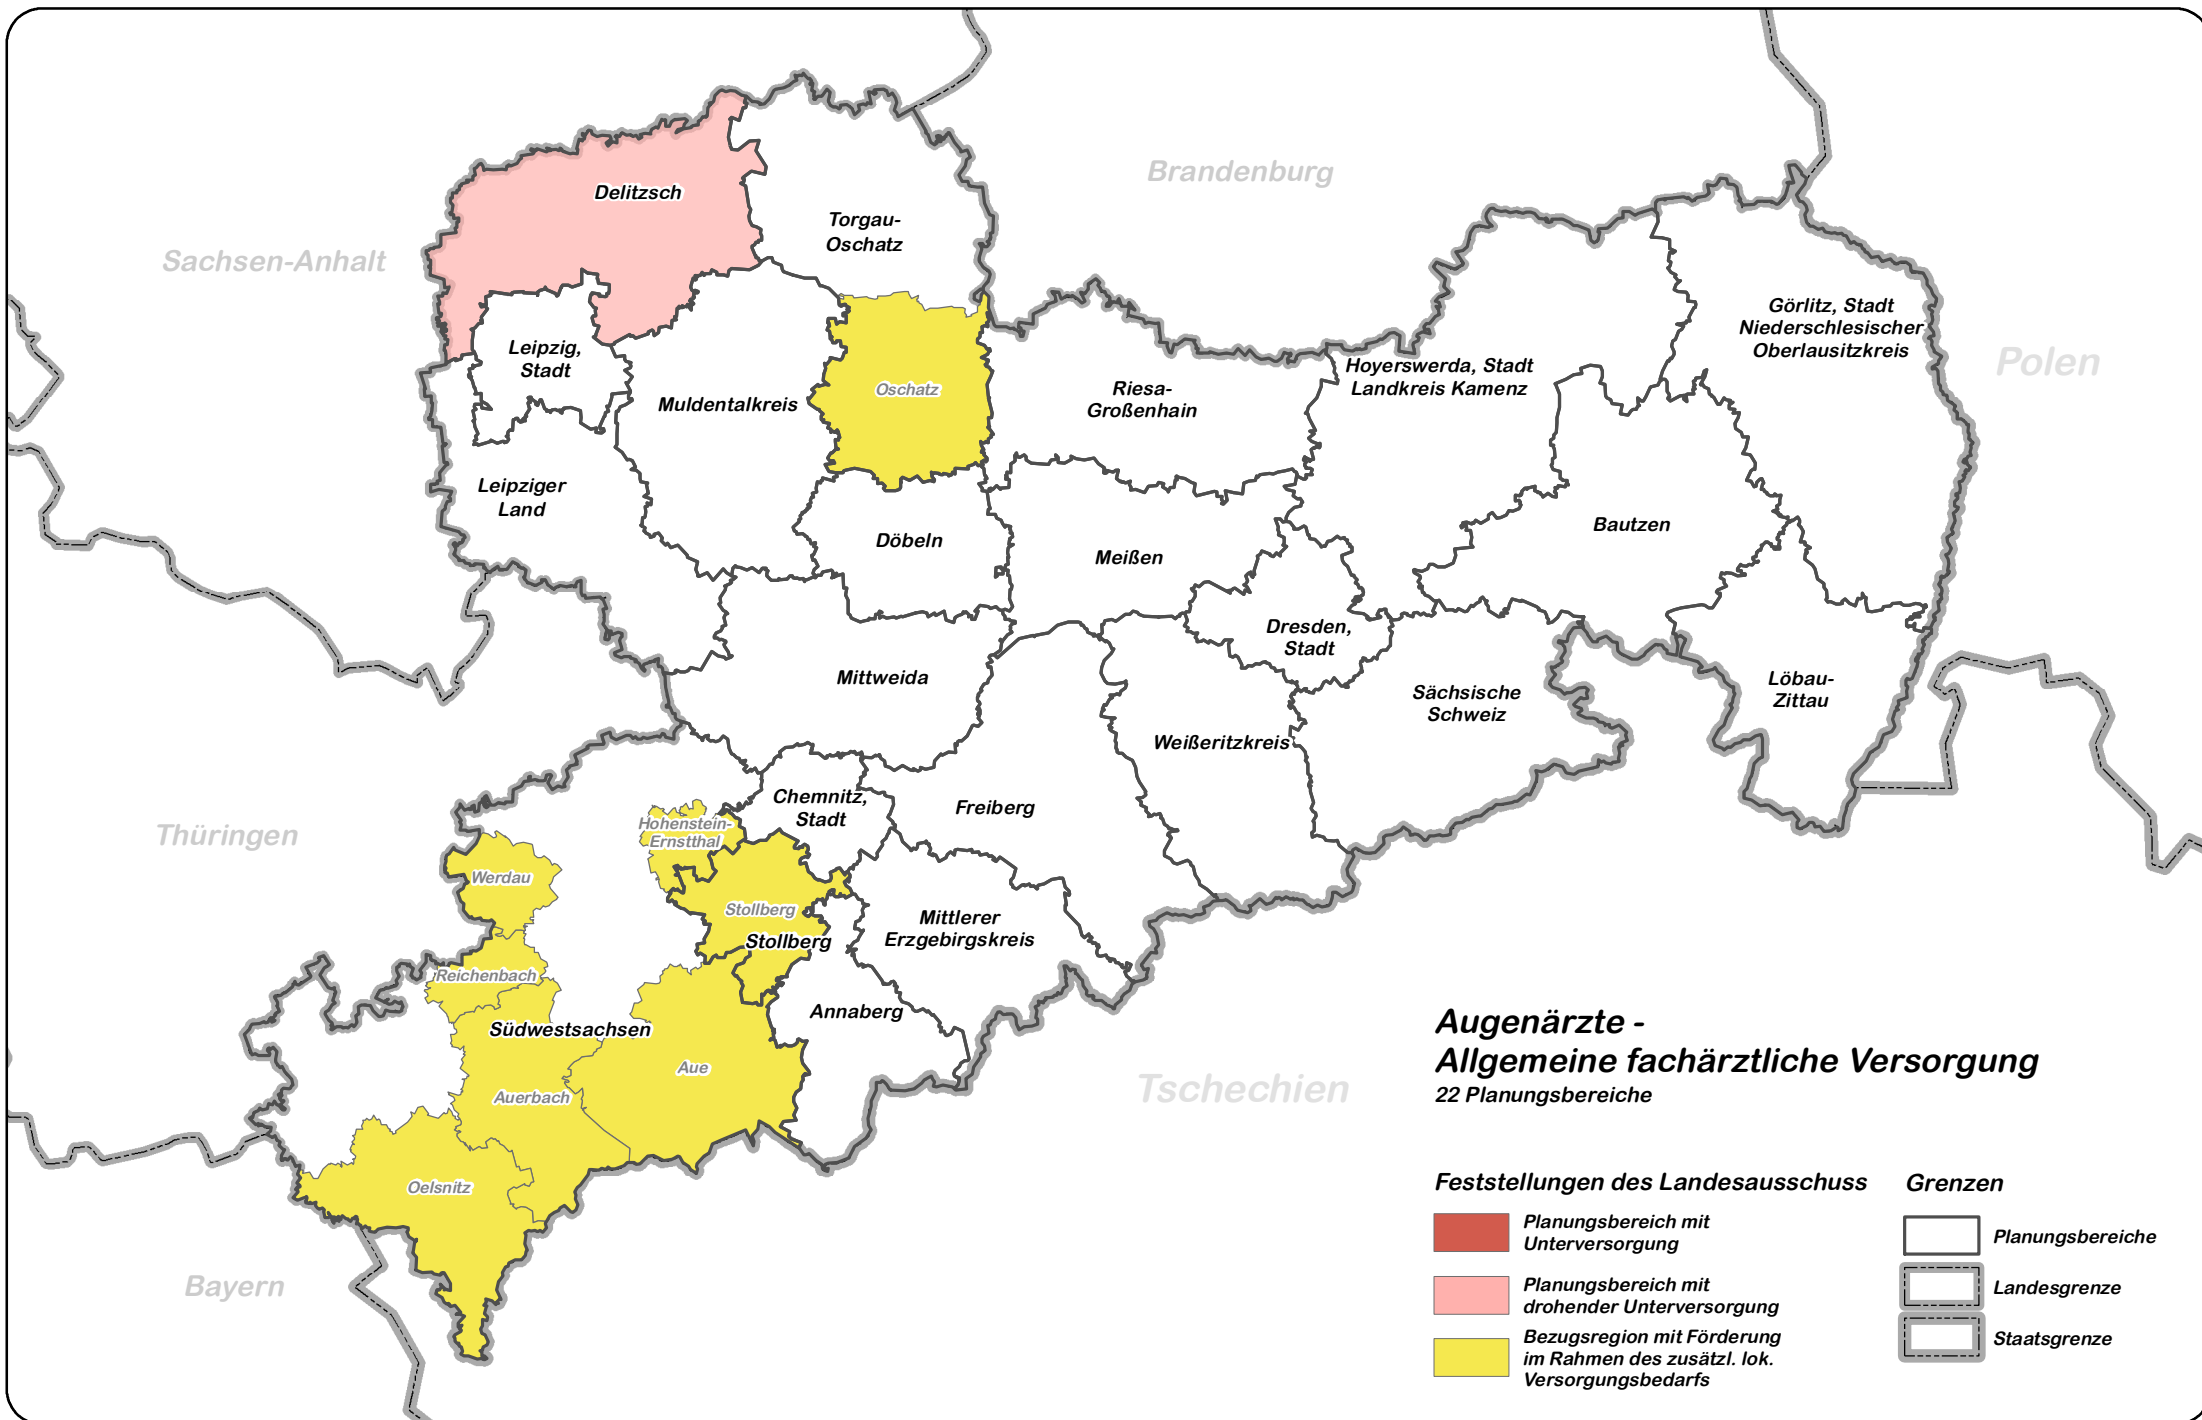 Brandenburg
Sachsen-Anhalt
Polen
Thüringen
Tschechien
Bayern
Delitzsch
Torgau-
Oschatz
Görlitz, Stadt
Niederschlesischer
Oberlausitzkreis
Leipzig,
Stadt
Hoyerswerda, Stadt
Landkreis Kamenz
Muldentalkreis
Oschatz
Riesa-
Großenhain
Leipziger
Land
Döbeln
Meißen
Bautzen
Dresden,
Stadt
Mittweida
Sächsische
Schweiz
Löbau-
Zittau
Weißeritzkreis
Chemnitz,
Stadt
Freiberg
Hohenstein-
Ernstthal
Werdau
Stollberg
Stollberg
Mittlerer
Erzgebirgskreis
Reichenbach
Annaberg
Südwestsachsen
Aue
Auerbach
Oelsnitz
Augenärzte -
Allgemeine fachärztliche Versorgung
22 Planungsbereiche
Feststellungen des Landesausschuss
Planungsbereich mit
Unterversorgung
Planungsbereich mit
drohender Unterversorgung
Bezugsregion mit Förderung
im Rahmen des zusätzl. lok.
Versorgungsbedarfs
Grenzen
Planungsbereiche
Landesgrenze
Staatsgrenze